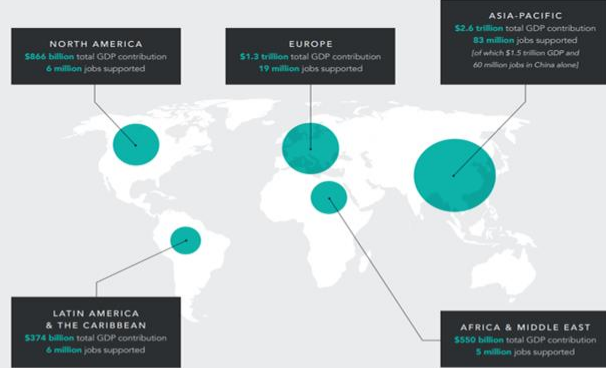 NORTH AMERICA
$866 billion total GDP contribution
6 million jobs supported
EUROPE
$1.3 trillion total GDP contribution
19 million jobs supported
ASIA-PACIFIC
$2.6 trillion total GDP contribution
83 million jobs supported
(of which $1.5 trillion GDP and
60 million jobs in China alone)
LATIN AMERICA
& THE CARIBBEAN
$374 billion total GDP contribution
6 million jobs supported
AFRICA & MIDDLE EAST
$550 billion total GDP contribution
5 million jobs supported